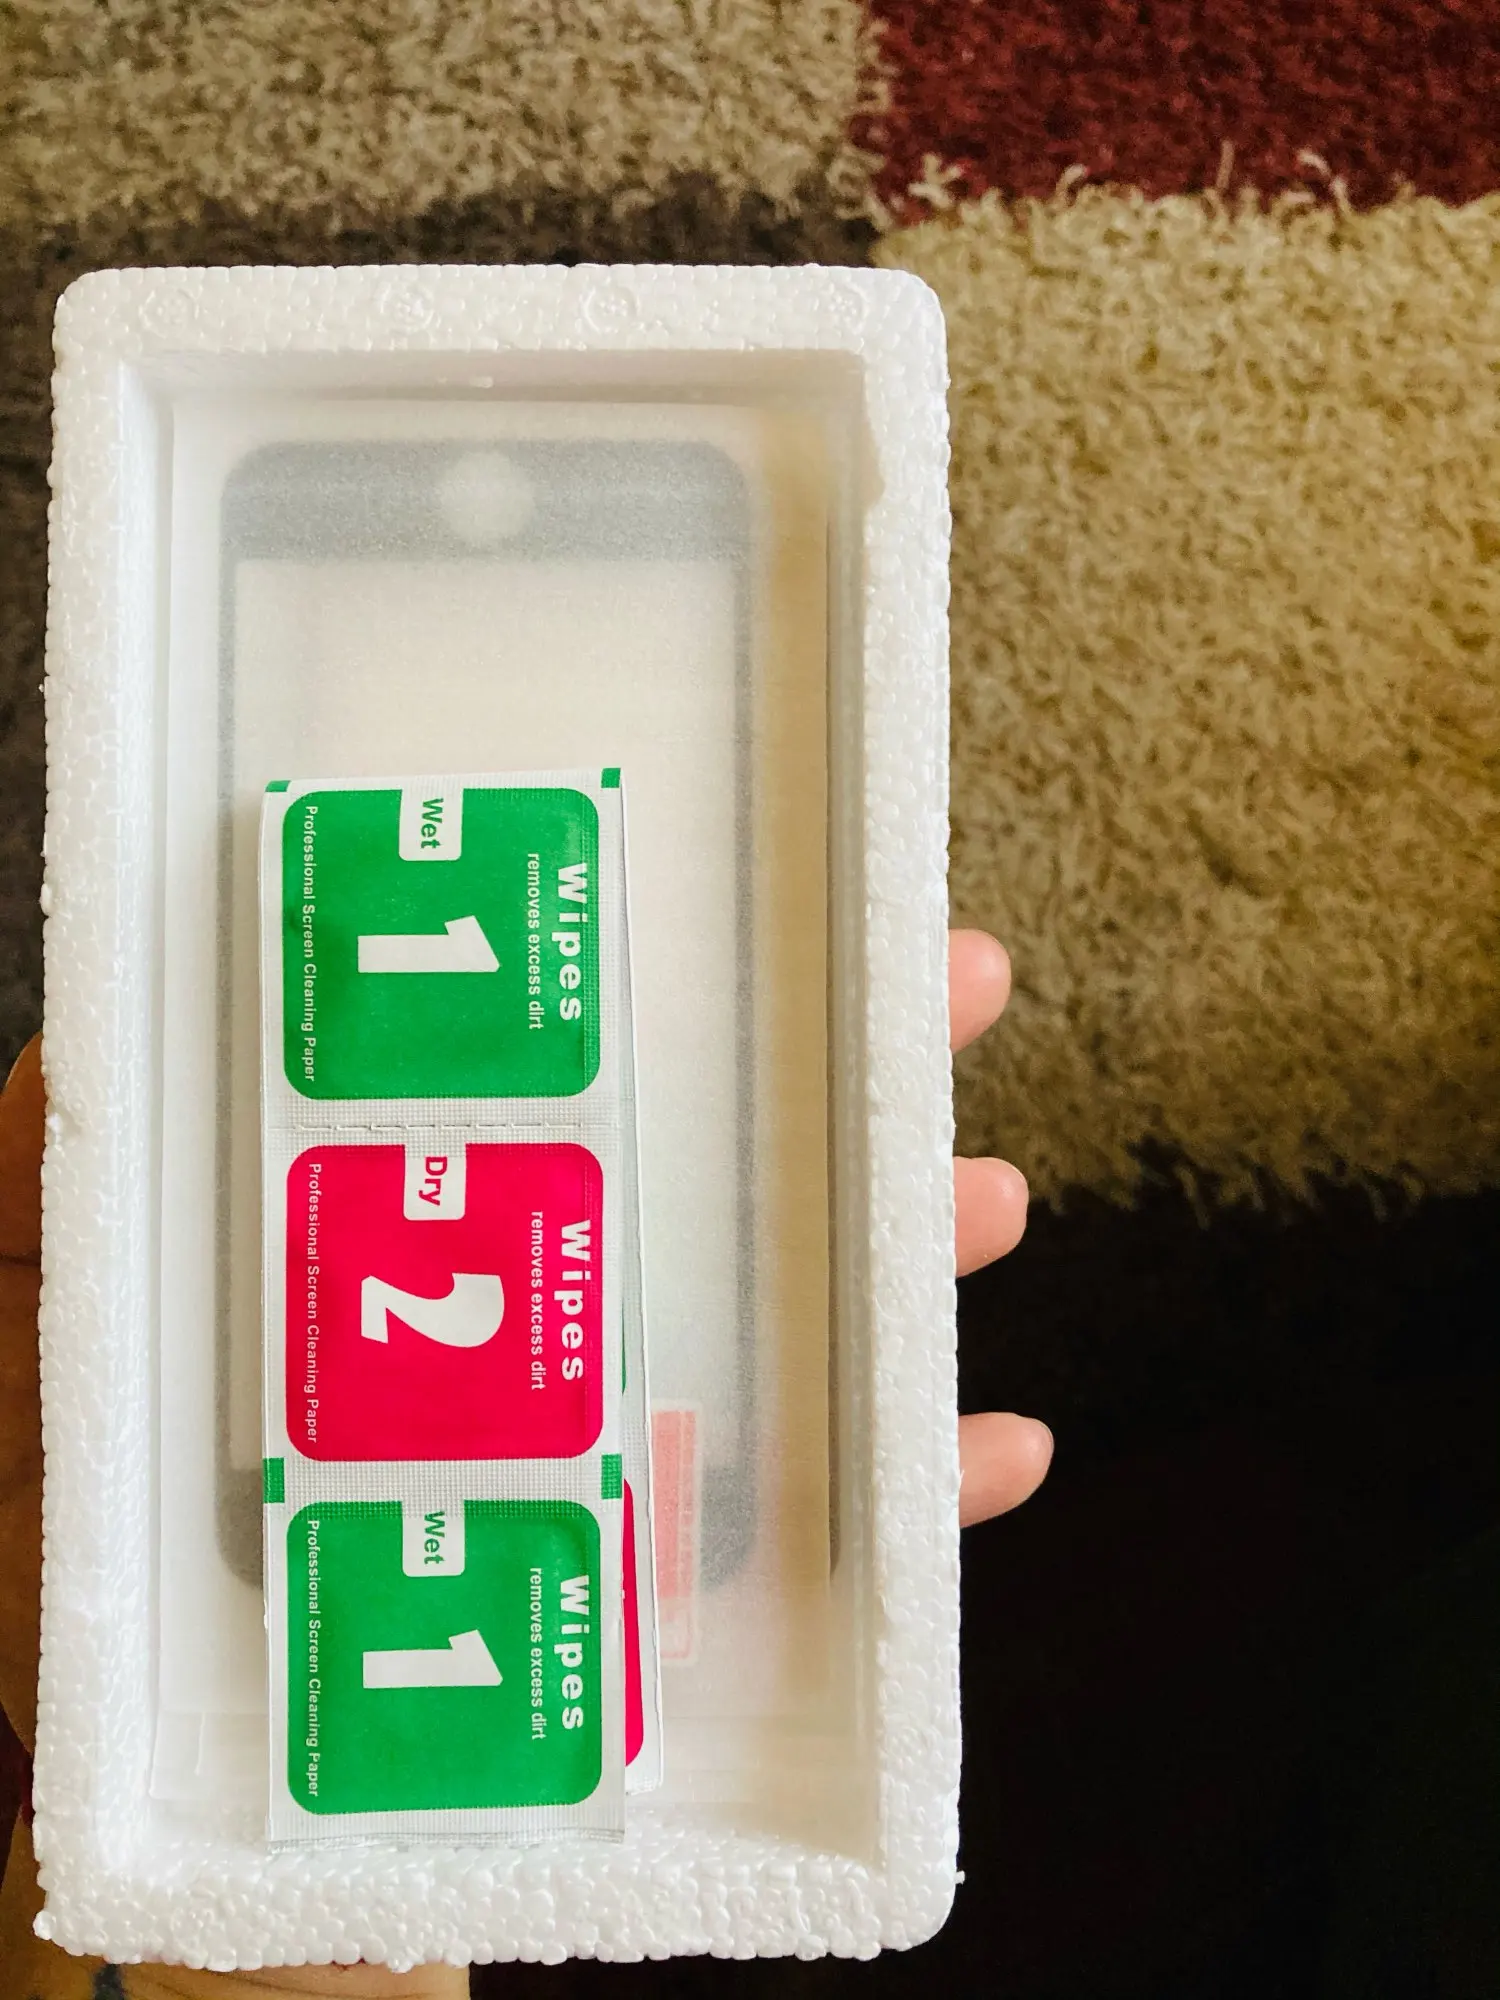 Wipes
removes excess dirt
Wet
1
Professional Screen Cleaning Paper
Wipes
removes excess dirt
Dry
2
Professional Screen Cleaning Paper
Wipes
removes excess dirt
Wet
1
Professional Screen Cleaning Paper